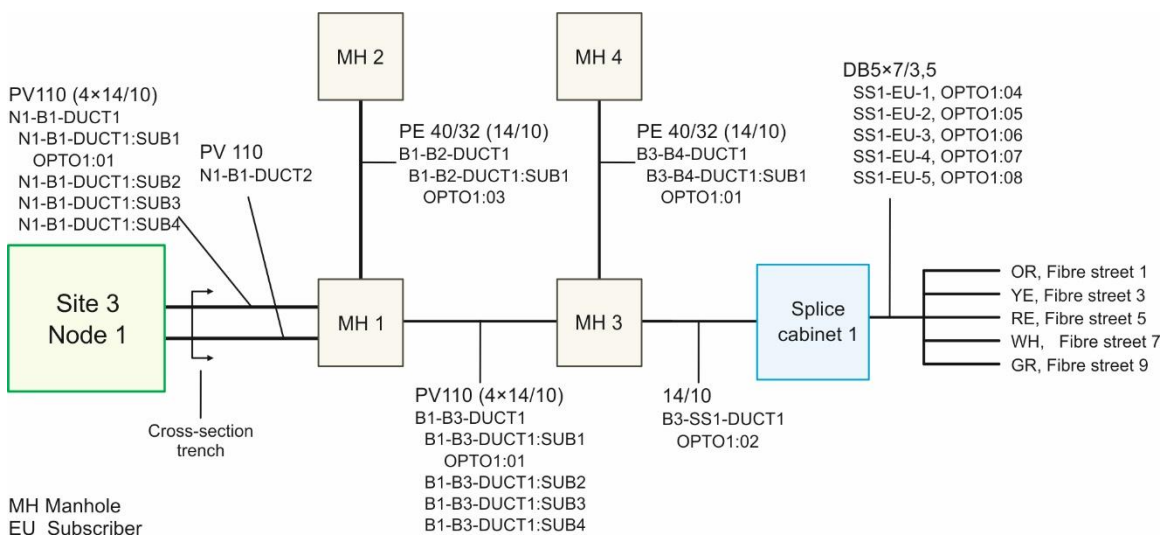 MH 2
MH 4
PV110 (4×14/10)
N1-B1-DUCT1
N1-B1-DUCT1:SUB1
OPTO1:01
N1-B1-DUCT1:SUB2
N1-B1-DUCT1:SUB3
N1-B1-DUCT1:SUB4
PV 110
N1-B1-DUCT2
PE 40/32 (14/10)
B1-B2-DUCT1
B1-B2-DUCT1:SUB1
OPTO1:03
PE 40/32 (14/10)
B3-B4-DUCT1
B3-B4-DUCT1:SUB1
OPTO1:01
DB5×7/3,5
SS1-EU-1, OPTO1:04
SS1-EU-2, OPTO1:05
SS1-EU-3, OPTO1:06
SS1-EU-4, OPTO1:07
SS1-EU-5, OPTO1:08
Site 3
Node 1
MH 1
MH 3
Splice
cabinet 1
OR, Fibre street 1
YE, Fibre street 3
RE, Fibre street 5
WH, Fibre street 7
GR, Fibre street 9
Cross-section
trench
PV110 (4×14/10)
B1-B3-DUCT1
B1-B3-DUCT1:SUB1
OPTO1:01
B1-B3-DUCT1:SUB2
B1-B3-DUCT1:SUB3
B1-B3-DUCT1:SUB4
14/10
B3-SS1-DUCT1
OPTO1:02
MH Manhole
EU Subscriber